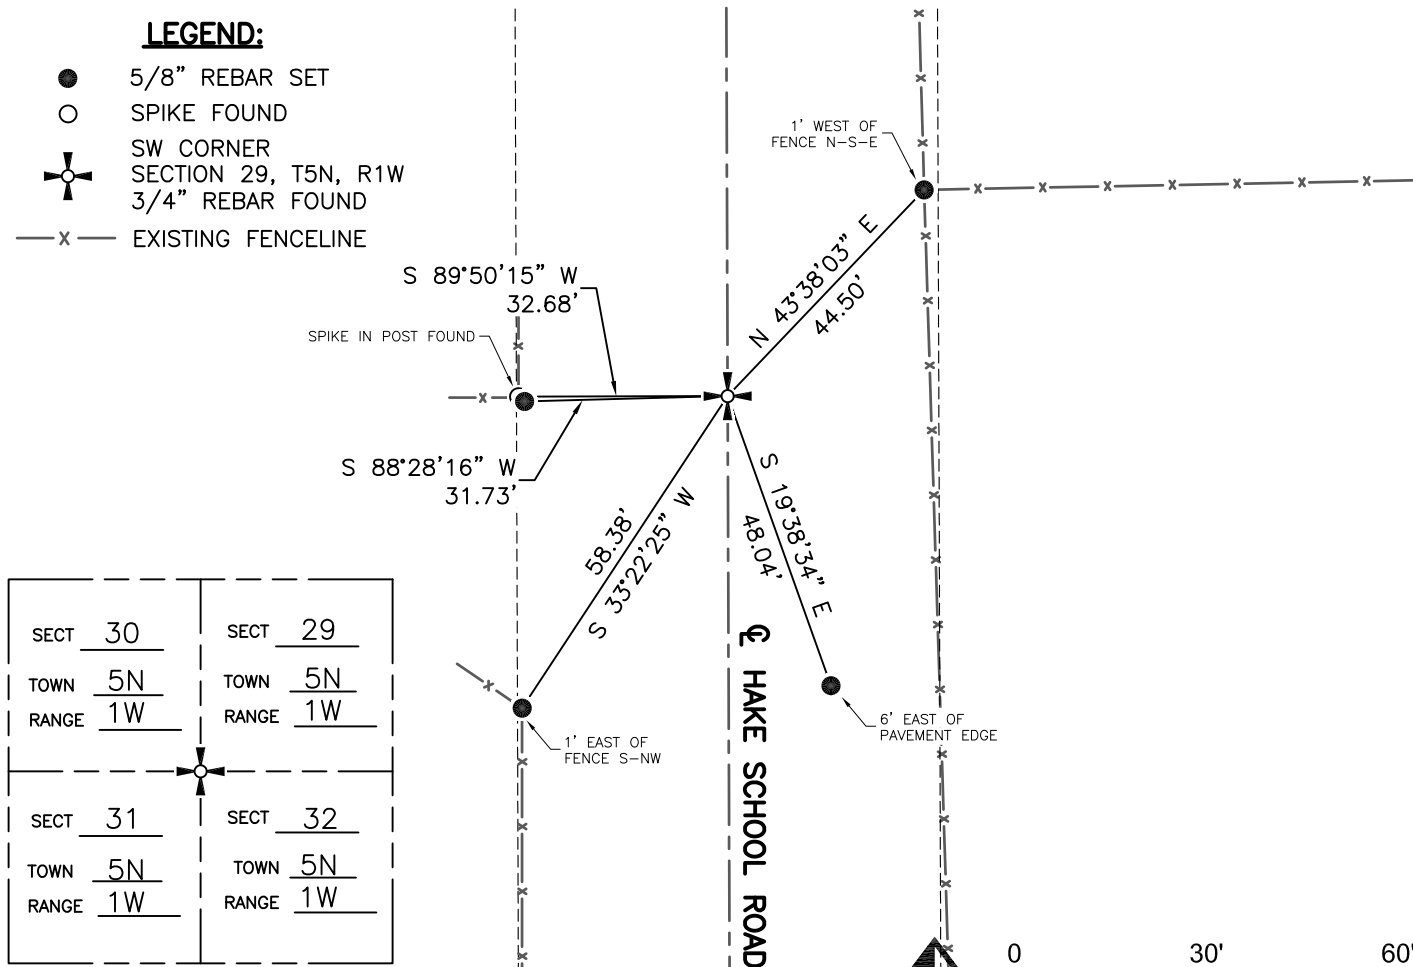 LEGEND:
5/8” REBAR SET
SPIKE FOUND
SW CORNER
SECTION 29, T5N, R1W
3/4” REBAR FOUND
x EXISTING FENCELINE
1’ WEST OF
FENCE N-S-E
S 89°50’15” W
32.68’
SPIKE IN POST FOUND
N 43°38’03” E
44.50’
S 88°28’16” W
31.73’
58.38’
S 33°22’25” W
S 19°38’34” E
48.04’
1’ EAST OF
FENCE S-NW
6’ EAST OF
PAVEMENT EDGE
℄ HAKE SCHOOL ROAD
SECT 30
TOWN 5N
RANGE 1W
SECT 29
TOWN 5N
RANGE 1W
SECT 31
TOWN 5N
RANGE 1W
SECT 32
TOWN 5N
RANGE 1W
0 30' 60'